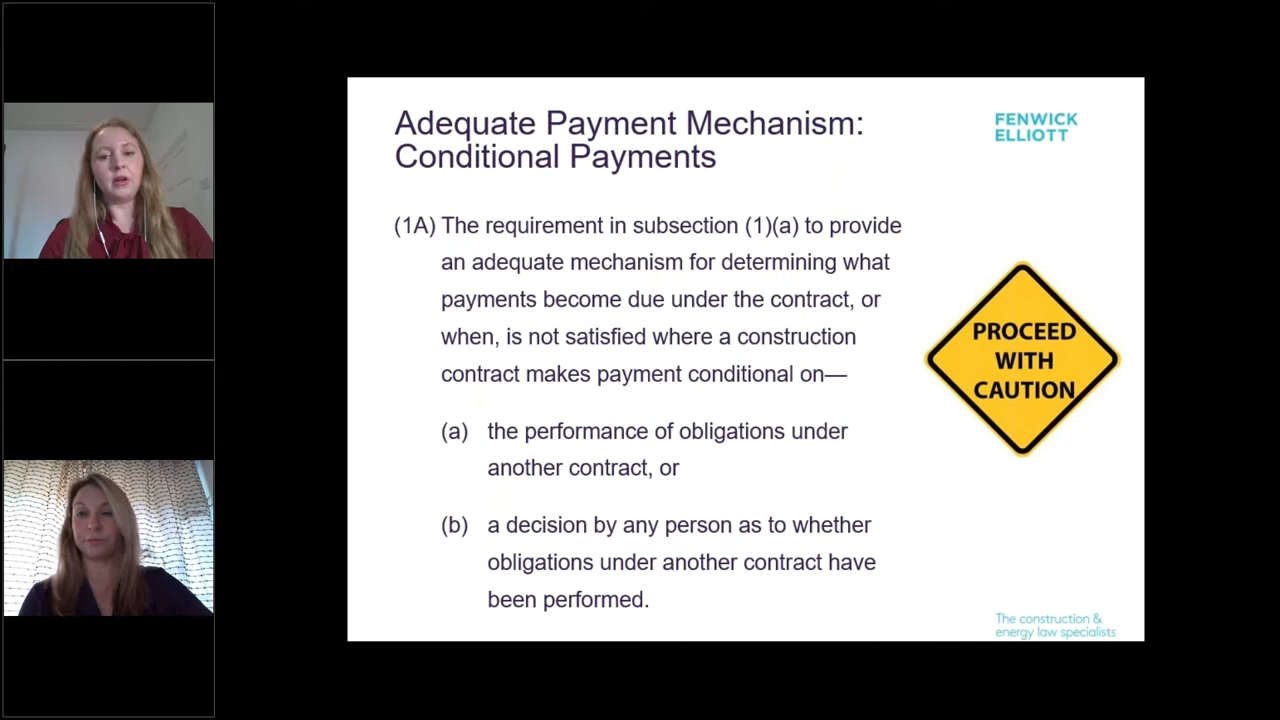 Adequate Payment Mechanism:
Conditional Payments
FENWICK
ELLIOTT
(1A) The requirement in subsection (1)(a) to provide
an adequate mechanism for determining what
payments become due under the contract, or
when, is not satisfied where a construction
contract makes payment conditional on—
(a) the performance of obligations under
another contract, or
(b) a decision by any person as to whether
obligations under another contract have
been performed.
PROCEED
WITH
CAUTION
The construction &
energy law specialists